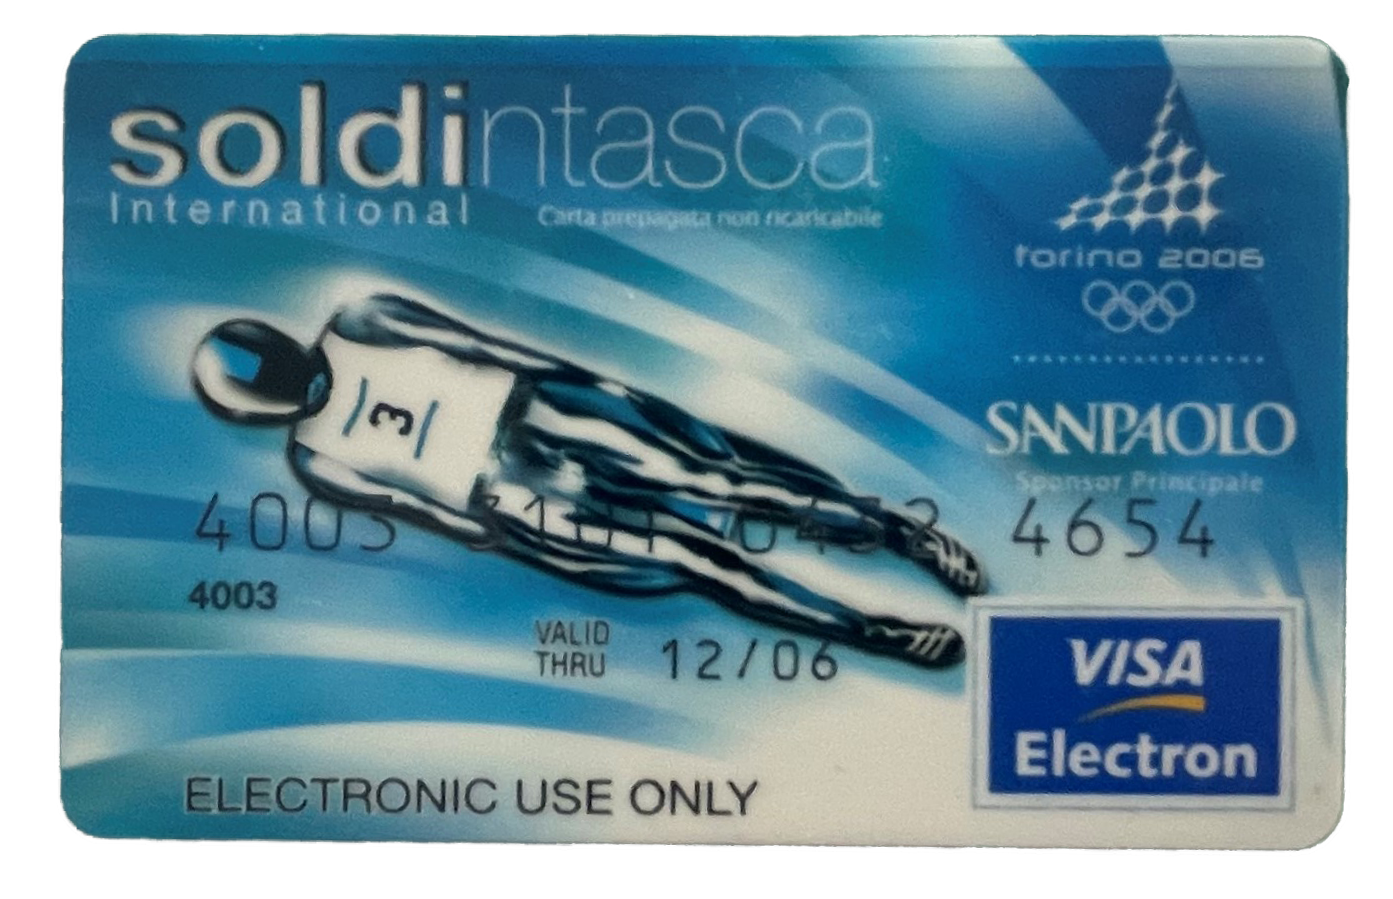 soldintasca
International
Carta prepagata non ricaricabile
torino 2006
SANPAOLO
Sponsor Principale
3
4003 4654
4003
VALID THRU 12/06
VISA
Electron
ELECTRONIC USE ONLY